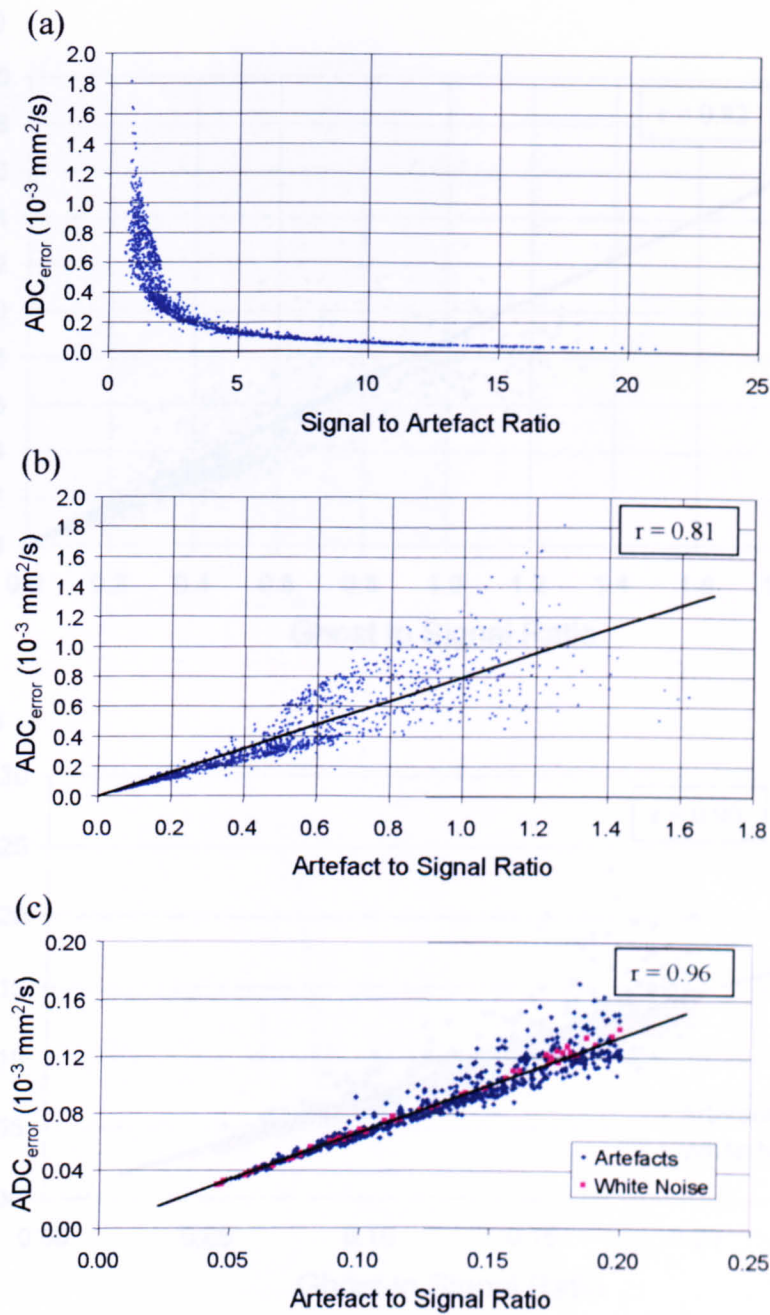 (a)
2.0
1.8
1.6
1.4
1.2
1.0
0.8
0.6
0.4
0.2
0.0
ADCerror (10-3 mm2/s)
0 5 10 15 20 25
Signal to Artefact Ratio
(b)
2.0
1.8
1.6
1.4
1.2
1.0
0.8
0.6
0.4
0.2
0.0
ADCerror (10-3 mm2/s)
r = 0.81
0.0 0.2 0.4 0.6 0.8 1.0 1.2 1.4 1.6 1.8
Artefact to Signal Ratio
(c)
0.20
0.16
0.12
0.08
0.04
0.00
ADCerror (10-3 mm2/s)
r = 0.96
Artefacts
White Noise
0.00 0.05 0.10 0.15 0.20 0.25
Artefact to Signal Ratio